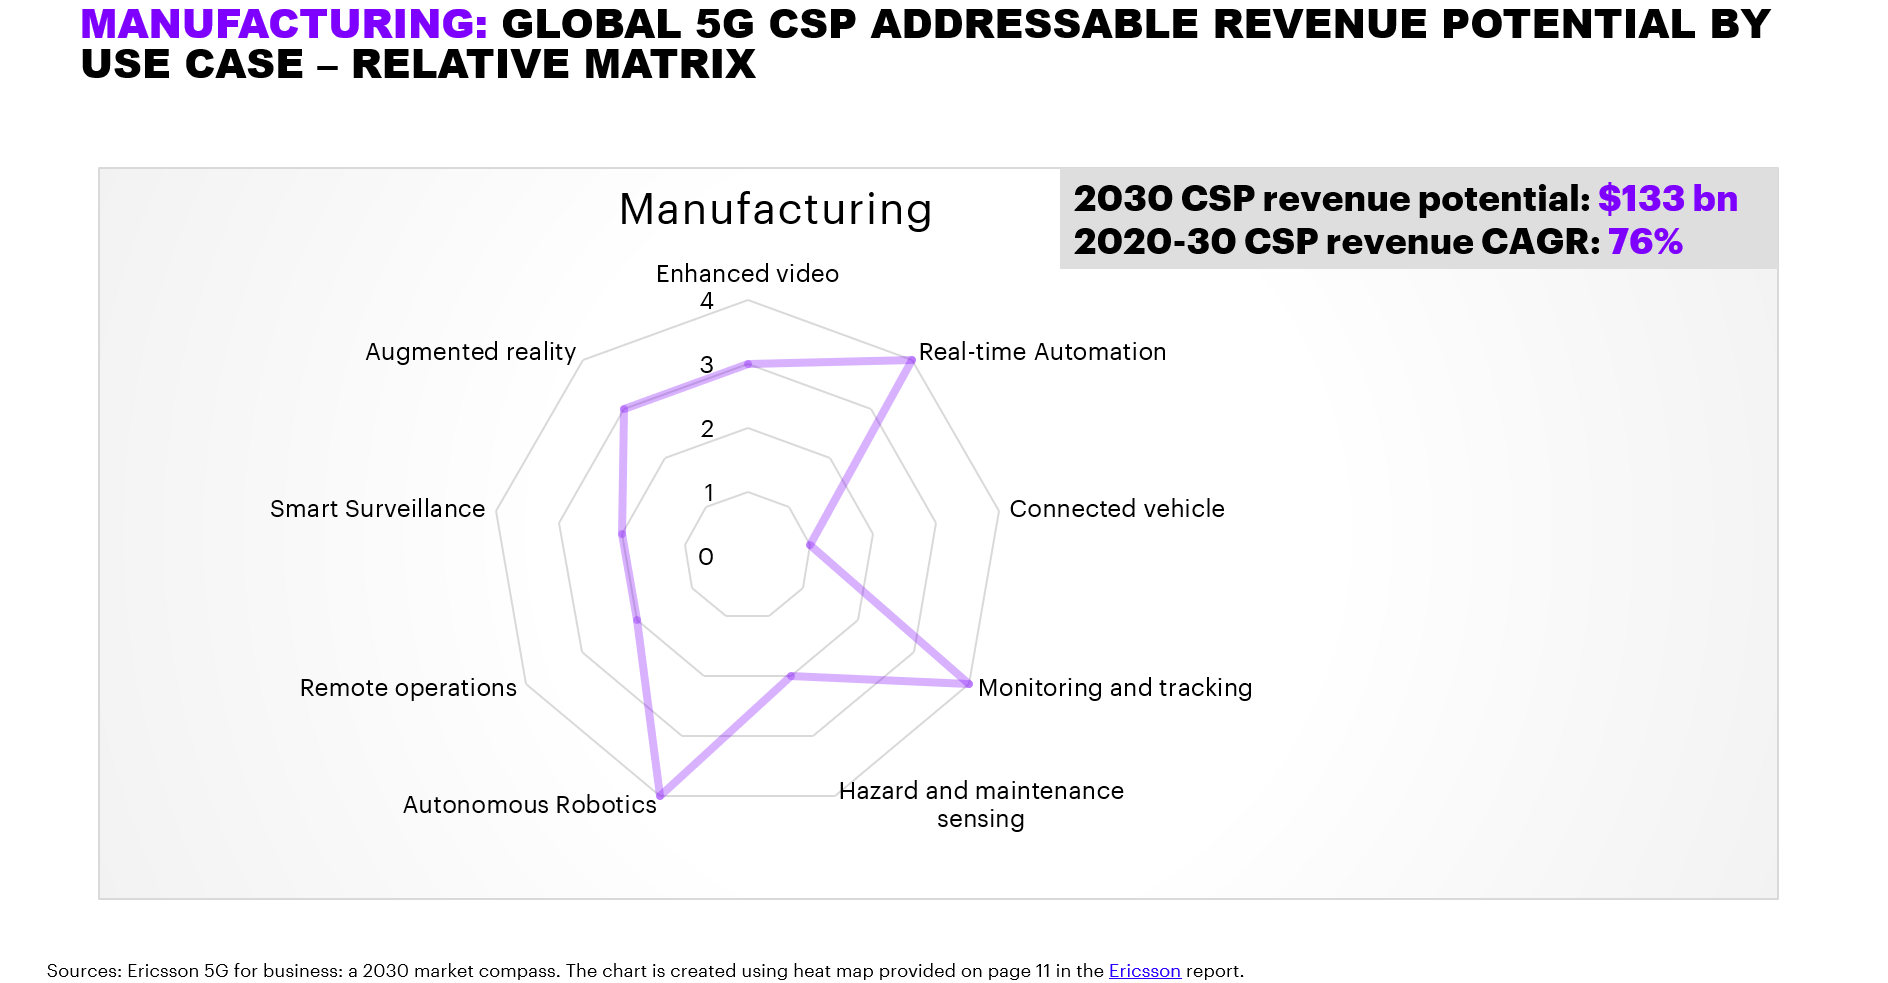 MANUFACTURING: GLOBAL 5G CSP ADDRESSABLE REVENUE POTENTIAL BY
USE CASE – RELATIVE MATRIX
Manufacturing
2030 CSP revenue potential: $133 bn
2020-30 CSP revenue CAGR: 76%
Enhanced video
4
3
2
1
0
Real-time Automation
Connected vehicle
Monitoring and tracking
Hazard and maintenance
sensing
Autonomous Robotics
Remote operations
Smart Surveillance
Augmented reality
Sources: Ericsson 5G for business: a 2030 market compass. The chart is created using heat map provided on page 11 in the Ericsson report.